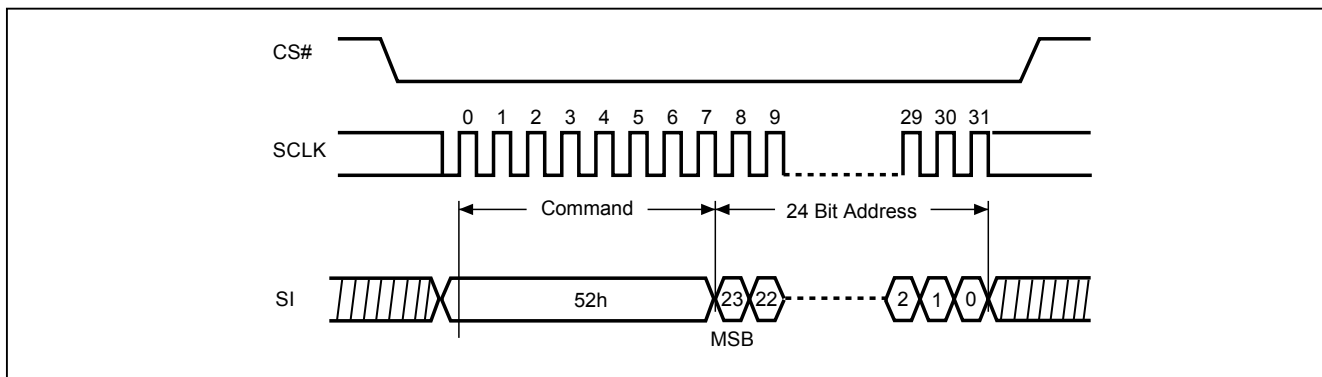 CS#
0 1 2 3 4 5 6 7 8 9 29 30 31
SCLK
Command 24 Bit Address
SI 52h 23 22 2 1 0
MSB